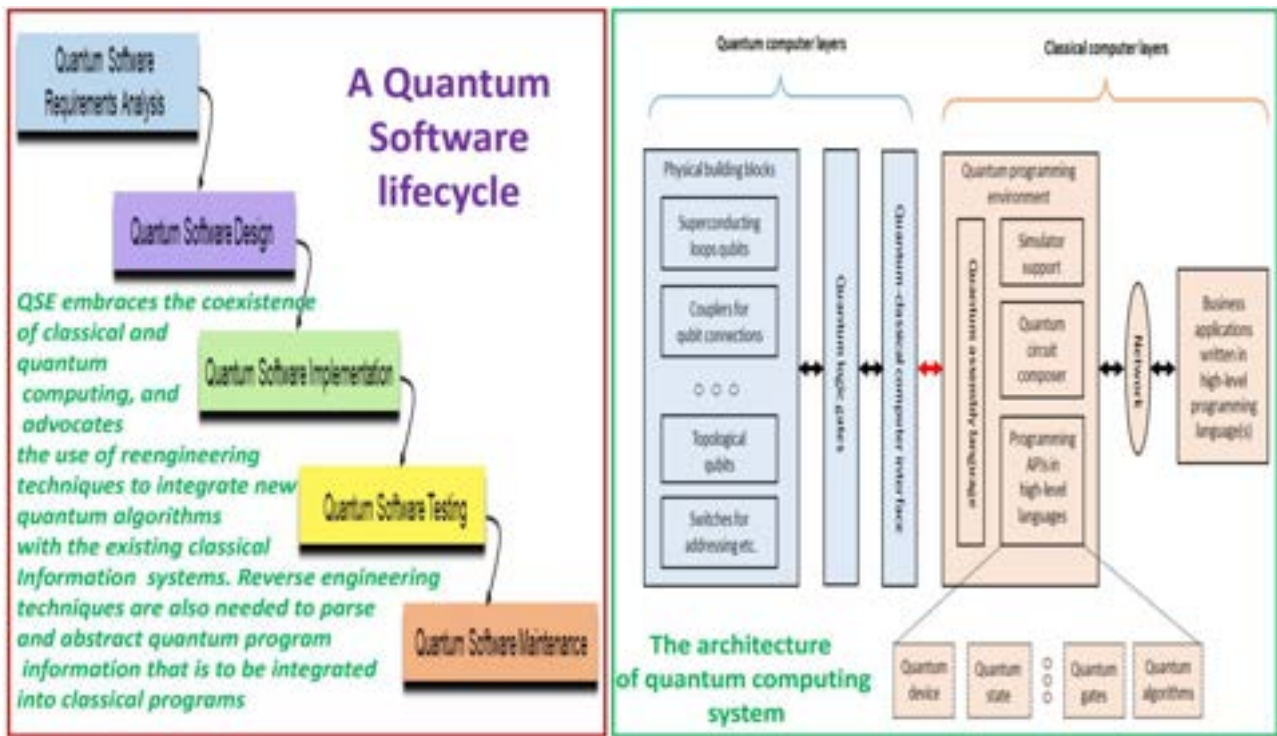 Quantum Software
Requirements Analysis
A Quantum
Software
lifecycle
Quantum Software Design
QSE embraces the coexistence
of classical and
quantum
computing, and
advocates
the use of reengineering
techniques to integrate new
quantum algorithms
with the existing classical
Information systems. Reverse engineering
techniques are also needed to parse
and abstract quantum program
information that is to be integrated
into classical programs
Quantum Software Implementation
Quantum Software Testing
Quantum Software Maintenance
Quantum computer layers
Classical computer layers
Physical building blocks
Superconducting
loops qubits
Couplers for
qubit connections
Topological
qubits
Switches for
addressing etc.
Quantum logic gates
Quantum-classical computer interface
Quantum programming
environment
Quantum assembly language
Simulator
support
Quantum
circuit
composer
Programming
APIs in
high-level
languages
Network
Business
applications
written in
high-level
programming
language(s)
The architecture
of quantum computing
system
Quantum
device
Quantum
state
Quantum
gates
Quantum
algorithms